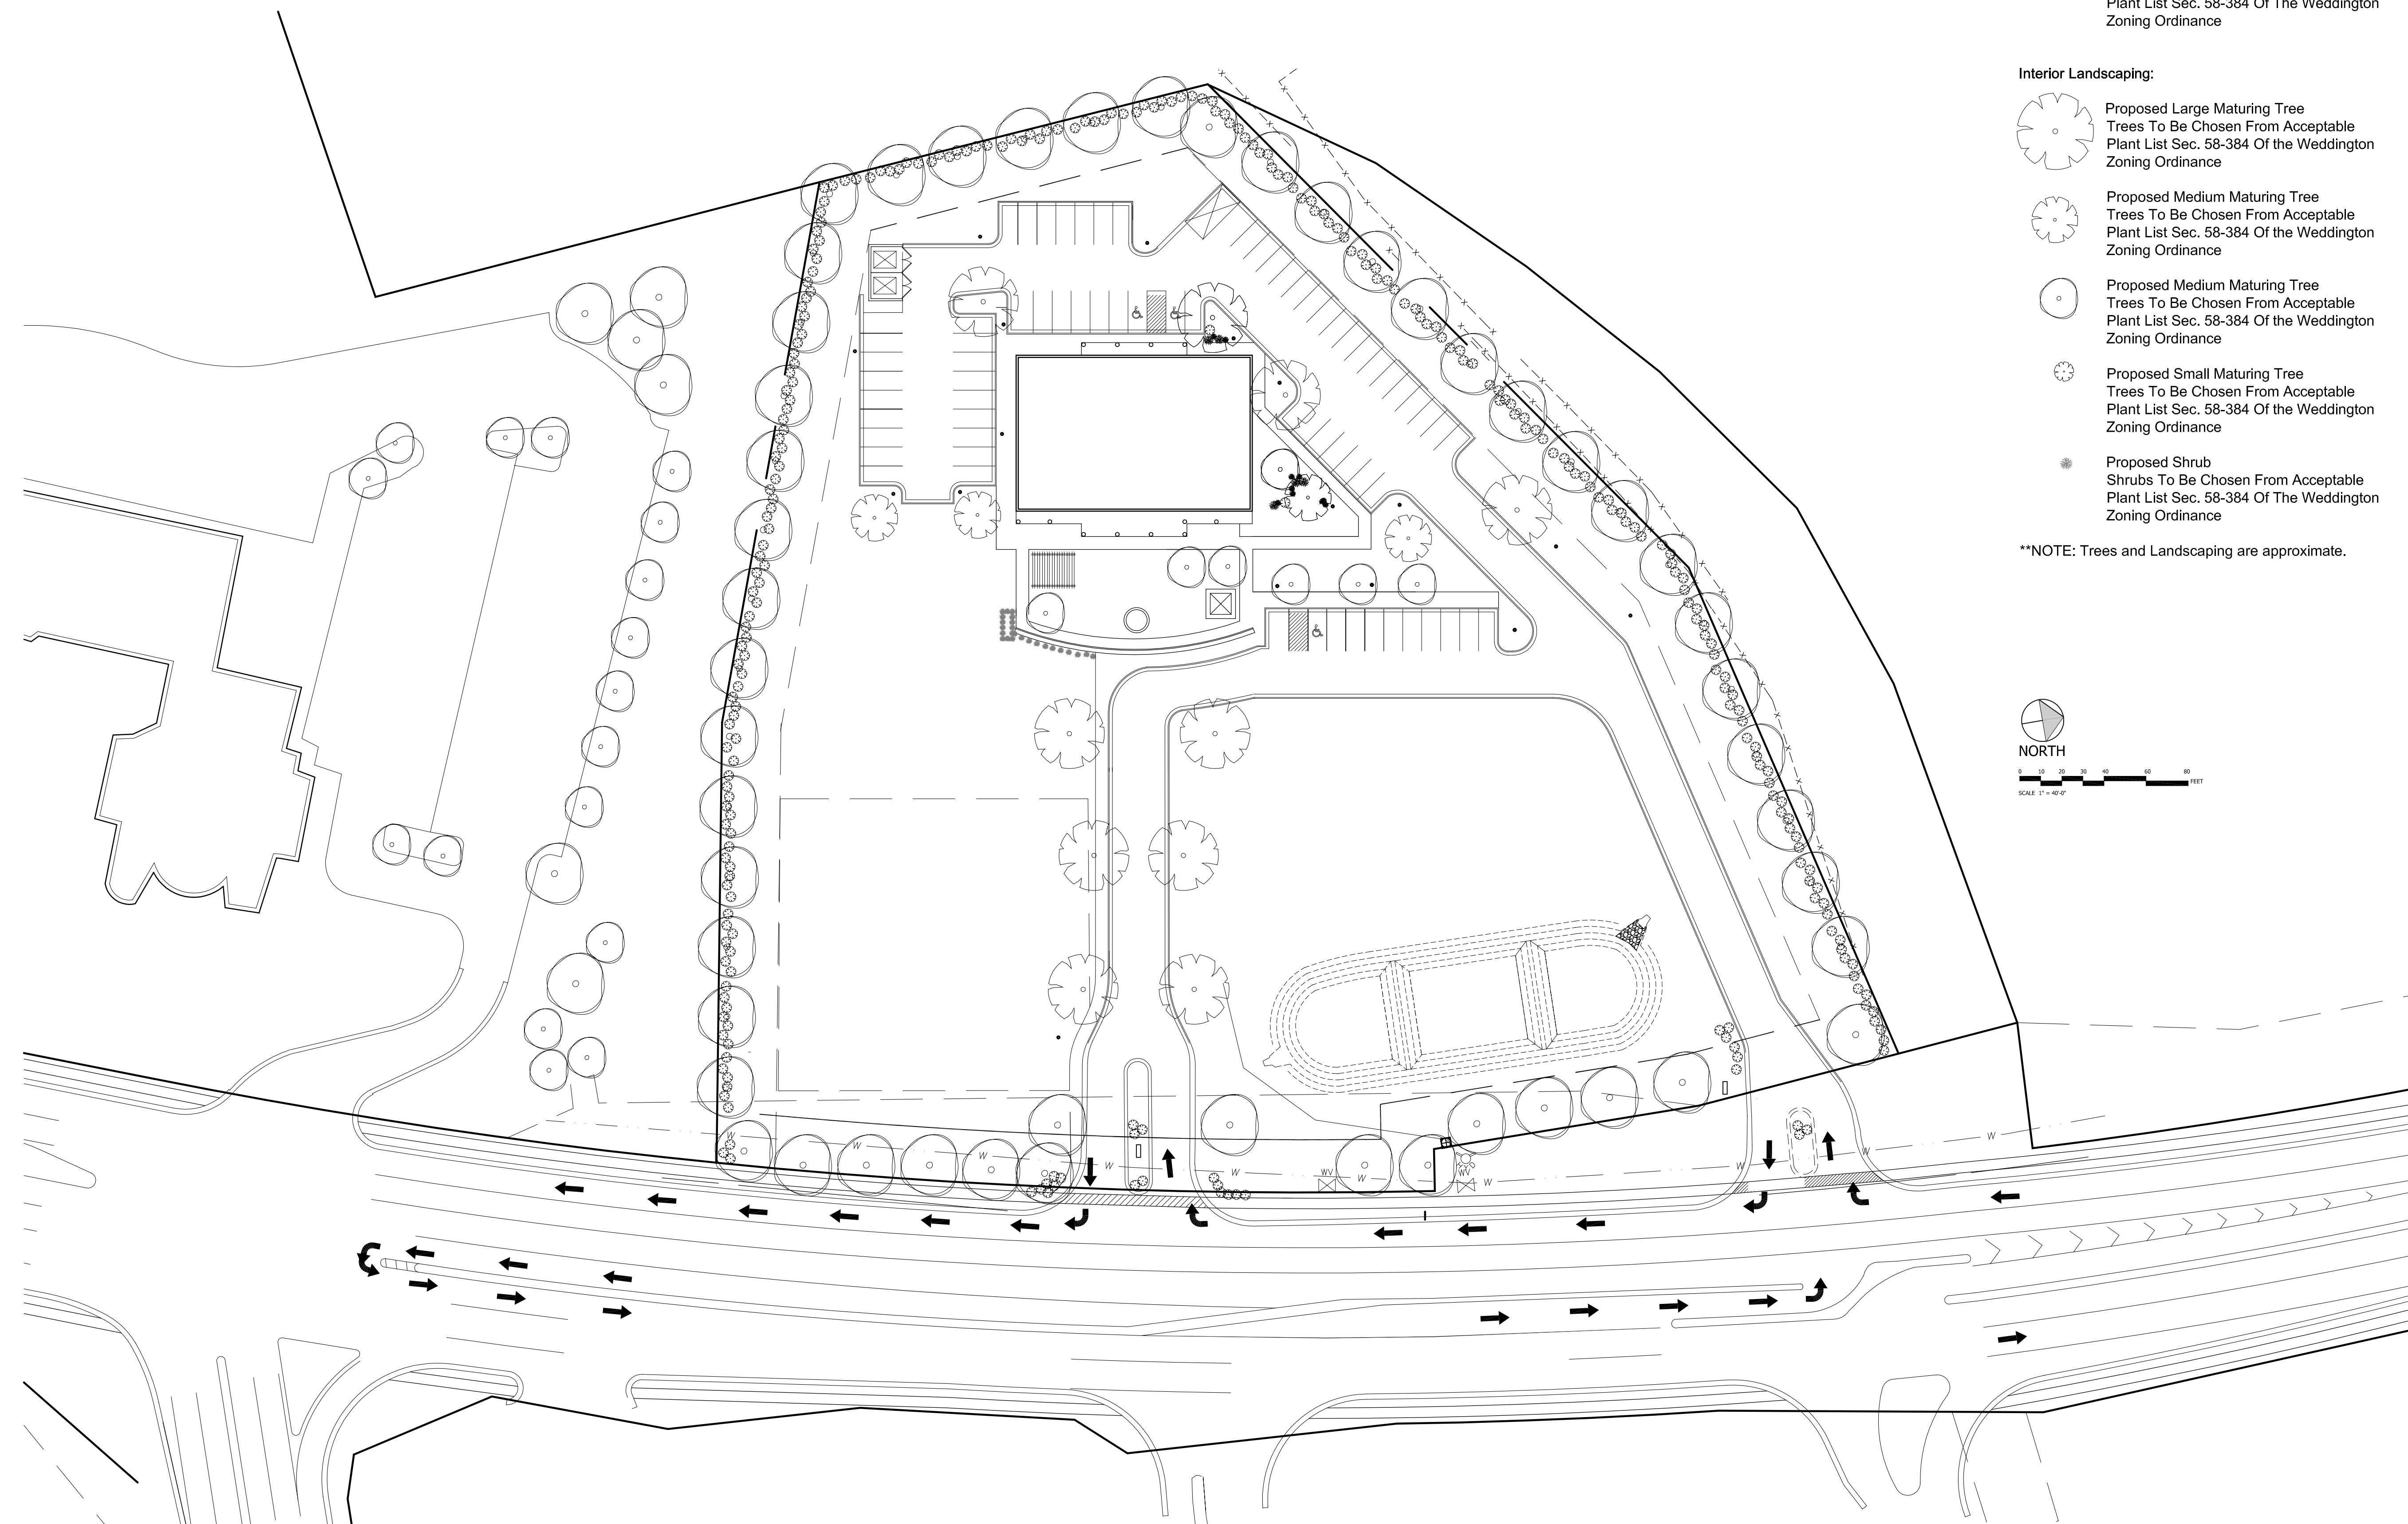 Plant List Sec. 58-384 Of The Weddington
Zoning Ordinance
Interior Landscaping:
Proposed Large Maturing Tree
Trees To Be Chosen From Acceptable
Plant List Sec. 58-384 Of the Weddington
Zoning Ordinance
Proposed Medium Maturing Tree
Trees To Be Chosen From Acceptable
Plant List Sec. 58-384 Of the Weddington
Zoning Ordinance
Proposed Medium Maturing Tree
Trees To Be Chosen From Acceptable
Plant List Sec. 58-384 Of the Weddington
Zoning Ordinance
Proposed Small Maturing Tree
Trees To Be Chosen From Acceptable
Plant List Sec. 58-384 Of the Weddington
Zoning Ordinance
Proposed Shrub
Shrubs To Be Chosen From Acceptable
Plant List Sec. 58-384 Of The Weddington
Zoning Ordinance
**NOTE: Trees and Landscaping are approximate.
NORTH
0 10 20 30 40 60 80
FEET
SCALE 1" = 40'-0"
W
W
W
W
W
WV
W
WV
W
W
W
W